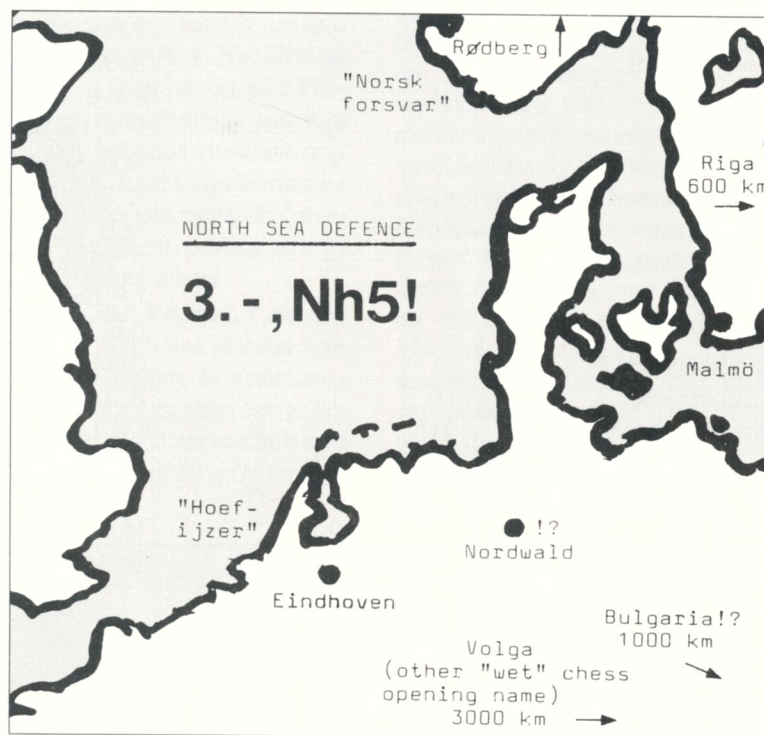 Rødberg
"Norsk
forsvar"
Riga
600 km
NORTH SEA DEFENCE
3.-,Nh5!
Malmö
"Hoef-
ijzer"
!?
Nordwald
Eindhoven
Bulgaria!?
1000 km
Volga
(other "wet" chess
opening name)
3000 km